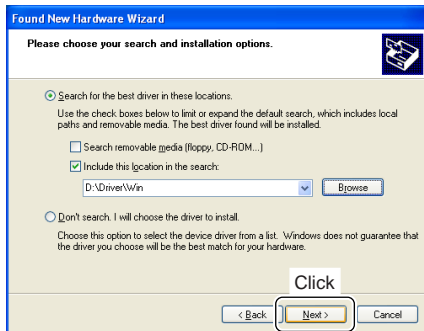 Found New Hardware Wizard
Please choose your search and installation options.
Search for the best driver in these locations.
Use the check boxes below to limit or expand the default search, which includes local
paths and removable media. The best driver found will be installed.
Search removable media (floppy, CD-ROM...)
Include this location in the search:
D:\Driver\Win
Browse
Don't search. I will choose the driver to install.
Choose this option to select the device driver from a list. Windows does not guarantee that
the driver you choose will be the best match for your hardware.
Click
< Back
Next >
Cancel